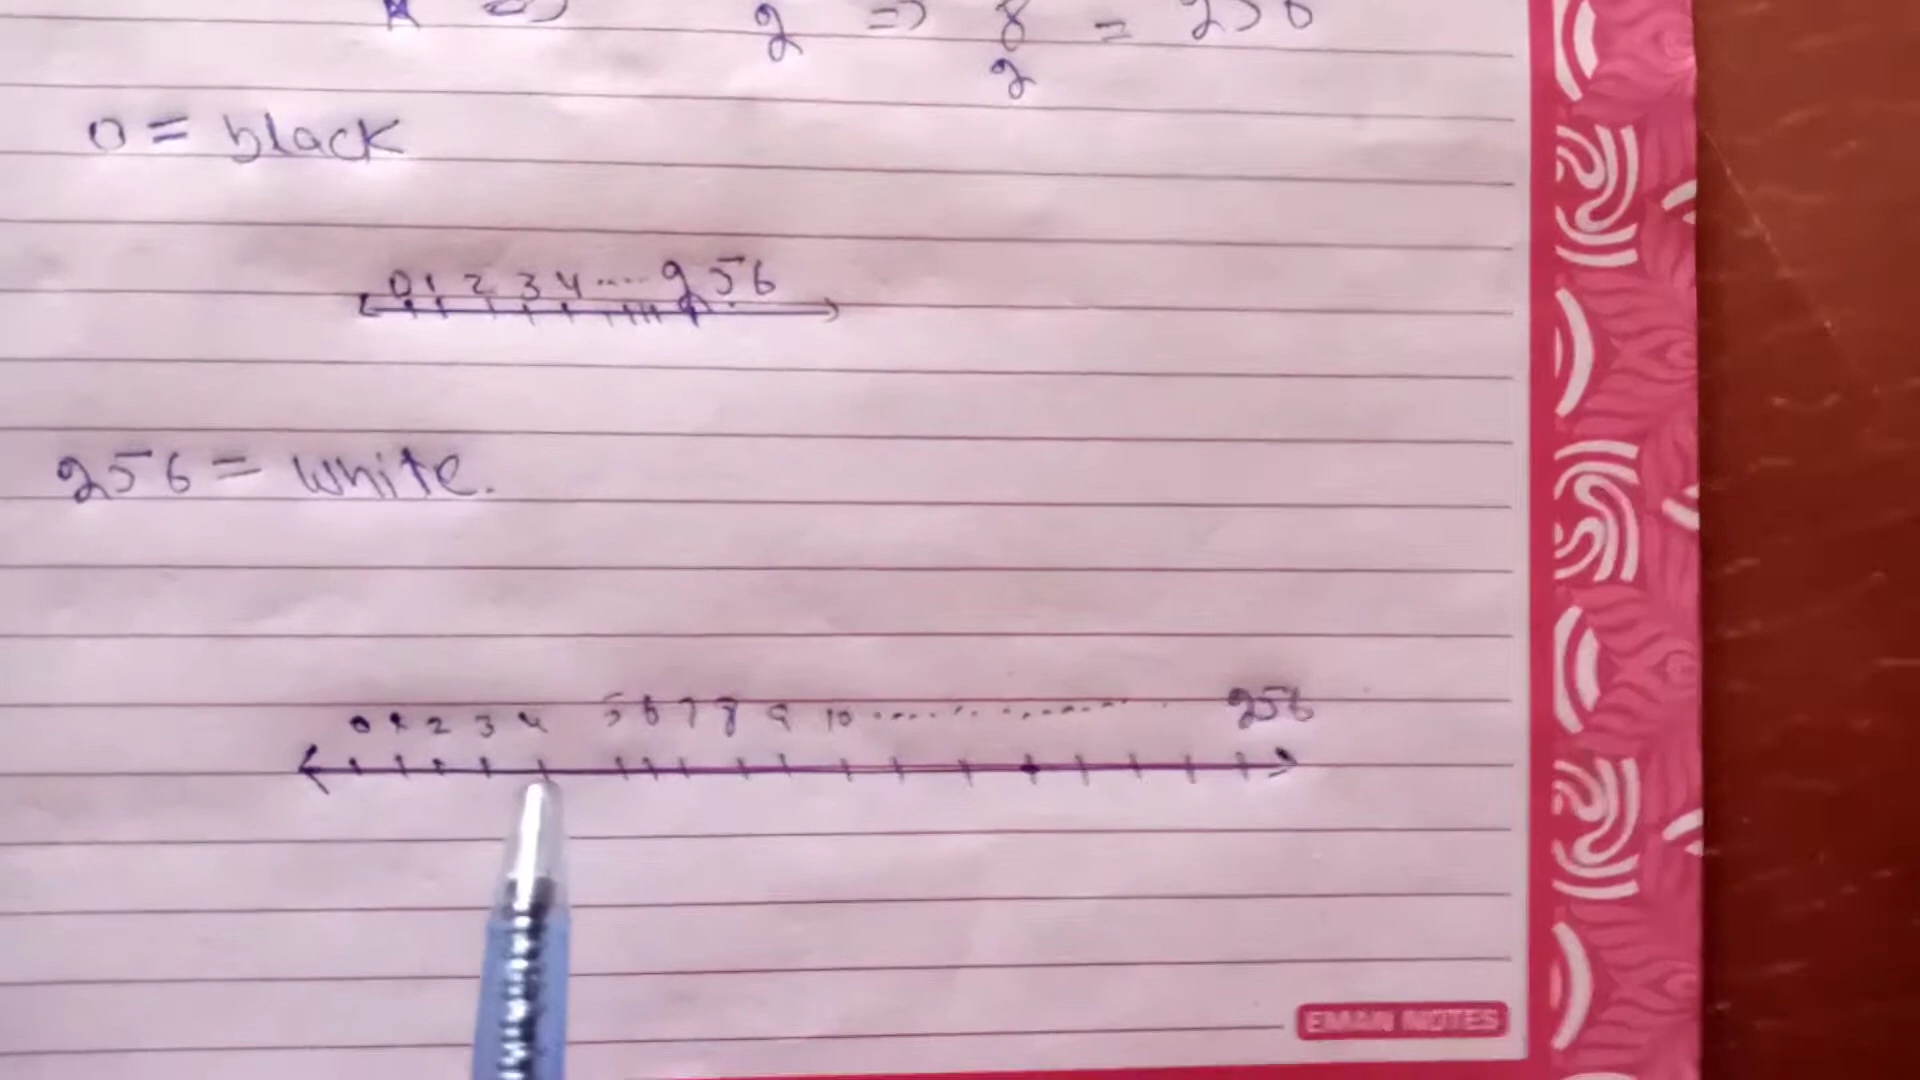 2 => 8 = 256
2
0 = black
0 1 2 3 4 ..... 256
256 = white.
0 1 2 3 4 5 6 7 8 9 10 ................ 256
EMAN NOTES